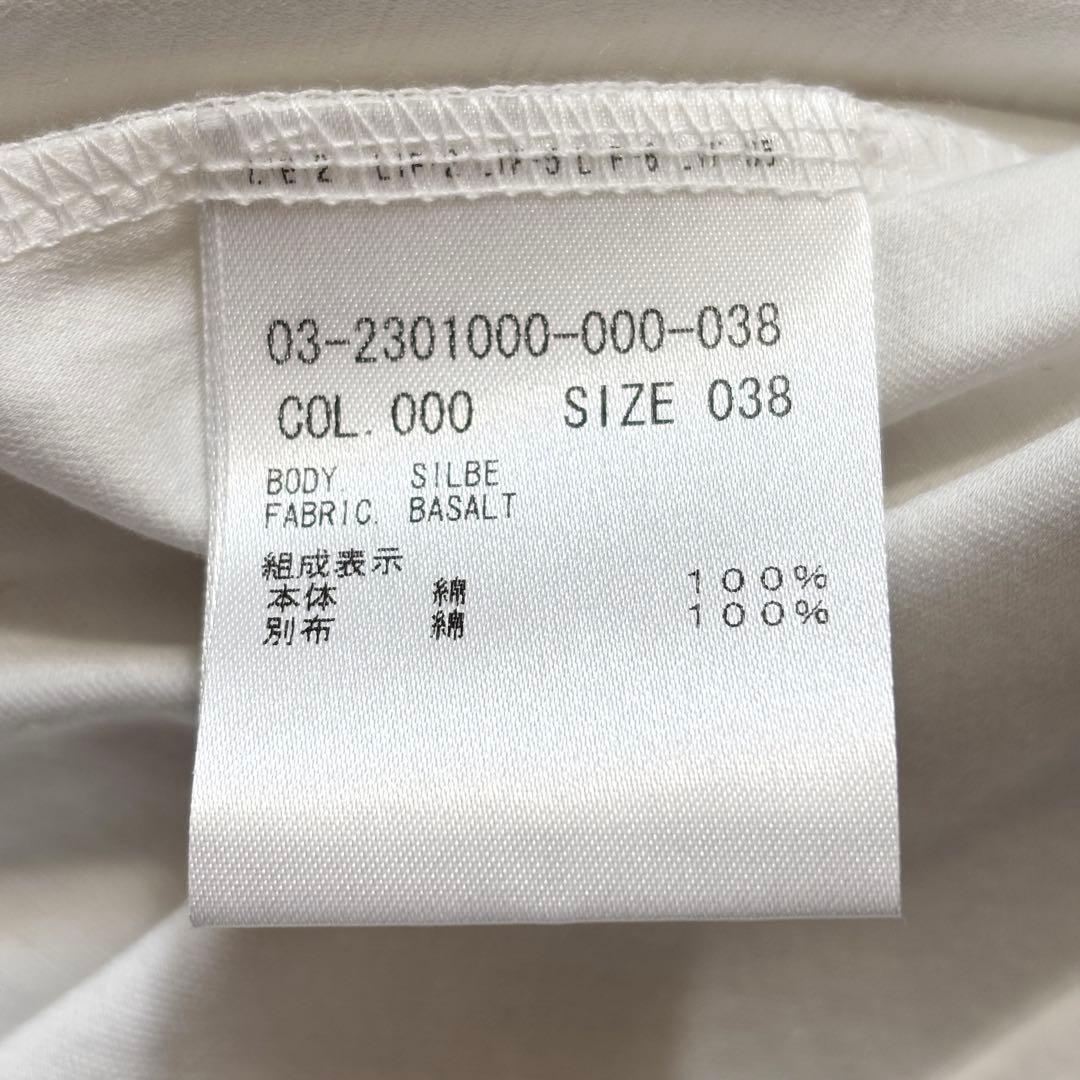 03-2301000-000-038
COL. 000 SIZE 038
BODY. SILBE
FABRIC. BASALT
組成表示
本体 綿 100%
別布 綿 100%